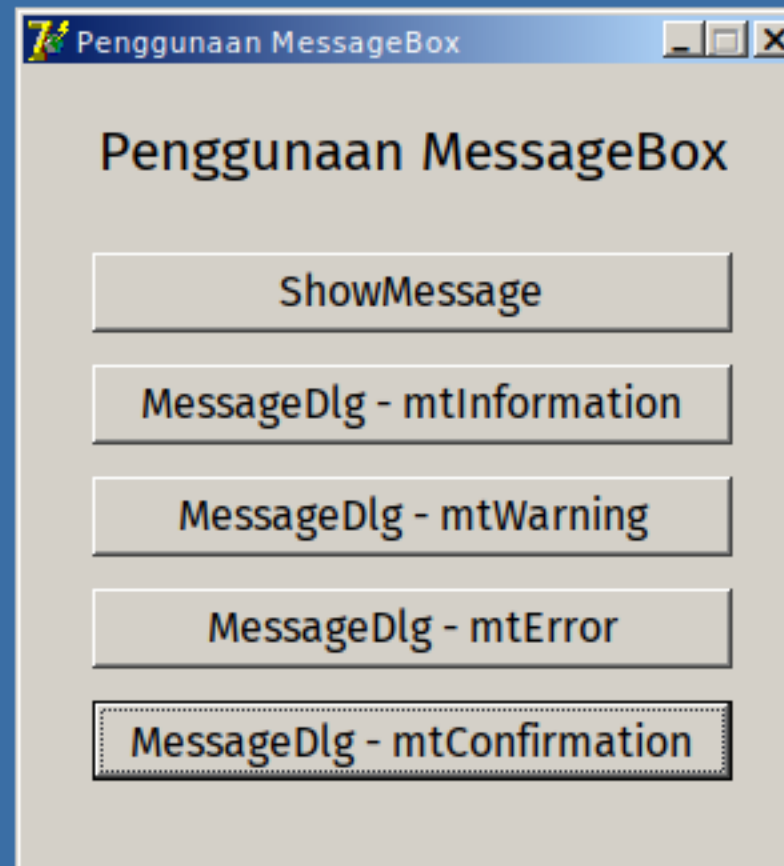 Penggunaan MessageBox
Penggunaan MessageBox
ShowMessage
MessageDlg - mtInformation
MessageDlg - mtWarning
MessageDlg - mtError
MessageDlg - mtConfirmation